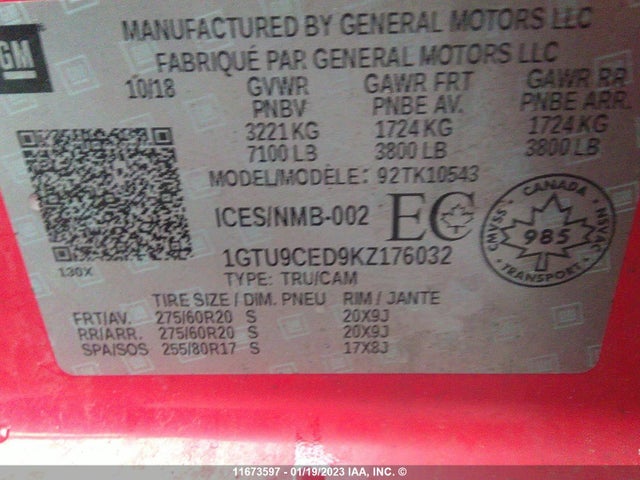 MANUFACTURED BY GENERAL MOTORS LLC
FABRIQUÉ PAR GENERAL MOTORS LLC
GM
10/18 GVWR GAWR FRT GAWR RR
PNBV PNBE AV. PNBE ARR.
3221 KG 1724 KG 1724 KG
7100 LB 3800 LB 3800 LB
MODEL/MODÈLE: 92TK10543
ICES/NMB-002 EC
CANADA
SVMAC 985 NVAC
TRANSPORT
130X
1GTU9CED9KZ176032
TYPE: TRU/CAM
TIRE SIZE / DIM. PNEU RIM / JANTE
FRT/AV. 275/60R20 S 20X9J
RR/ARR. 275/60R20 S 20X9J
SPA/SOS 255/80R17 S 17X8J
11673597 - 01/19/2023 IAA, INC. ©